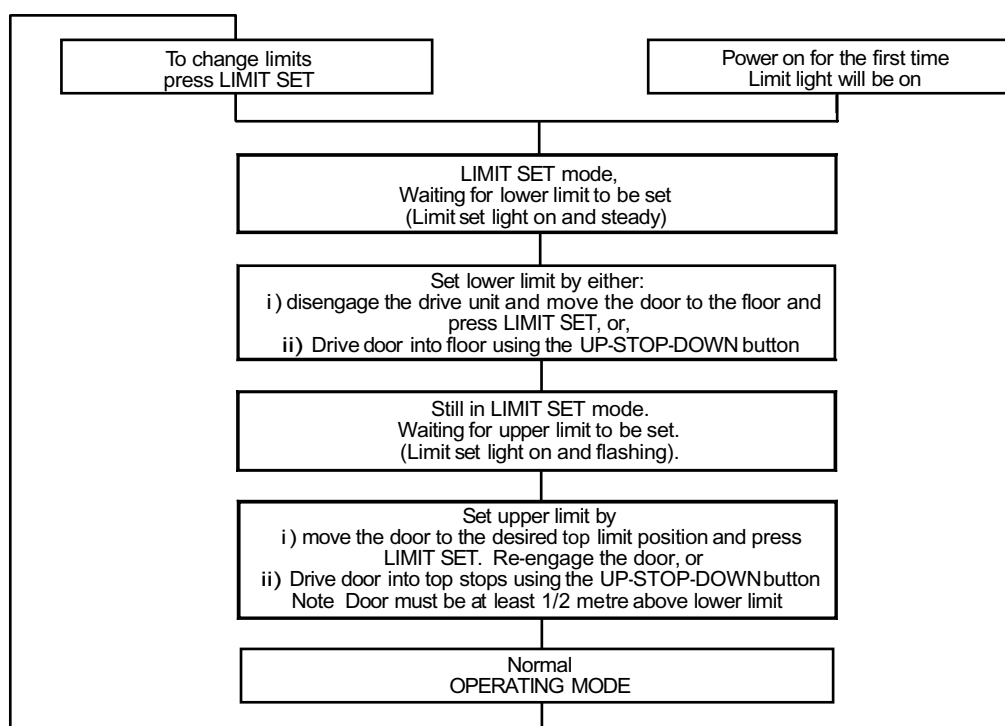 To change limits
press LIMIT SET
Power on for the first time
Limit light will be on
LIMIT SET mode,
Waiting for lower limit to be set
(Limit set light on and steady)
Set lower limit by either:
i) disengage the drive unit and move the door to the floor and
press LIMIT SET, or,
ii) Drive door into floor using the UP-STOP-DOWN button
Still in LIMIT SET mode.
Waiting for upper limit to be set.
(Limit set light on and flashing).
Set upper limit by
i) move the door to the desired top limit position and press
LIMIT SET. Re-engage the door, or
ii) Drive door into top stops using the UP-STOP-DOWN button
Note Door must be at least 1/2 metre above lower limit
Normal
OPERATING MODE